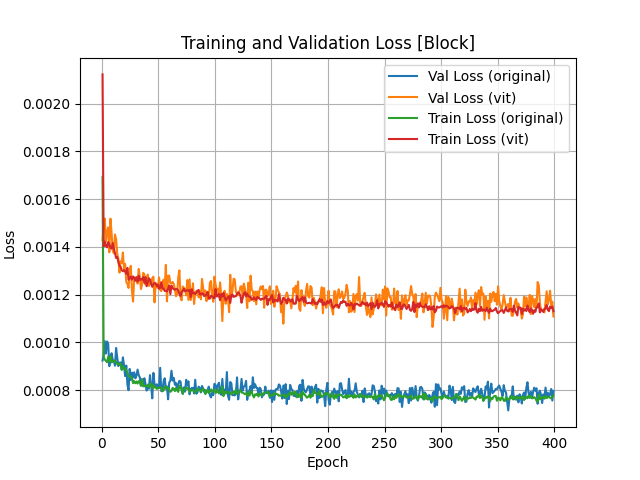 Training and Validation Loss [Block]
Val Loss (original)
Val Loss (vit)
Train Loss (original)
Train Loss (vit)
Loss
0.0020
0.0018
0.0016
0.0014
0.0012
0.0010
0.0008
0 50 100 150 200 250 300 350 400
Epoch